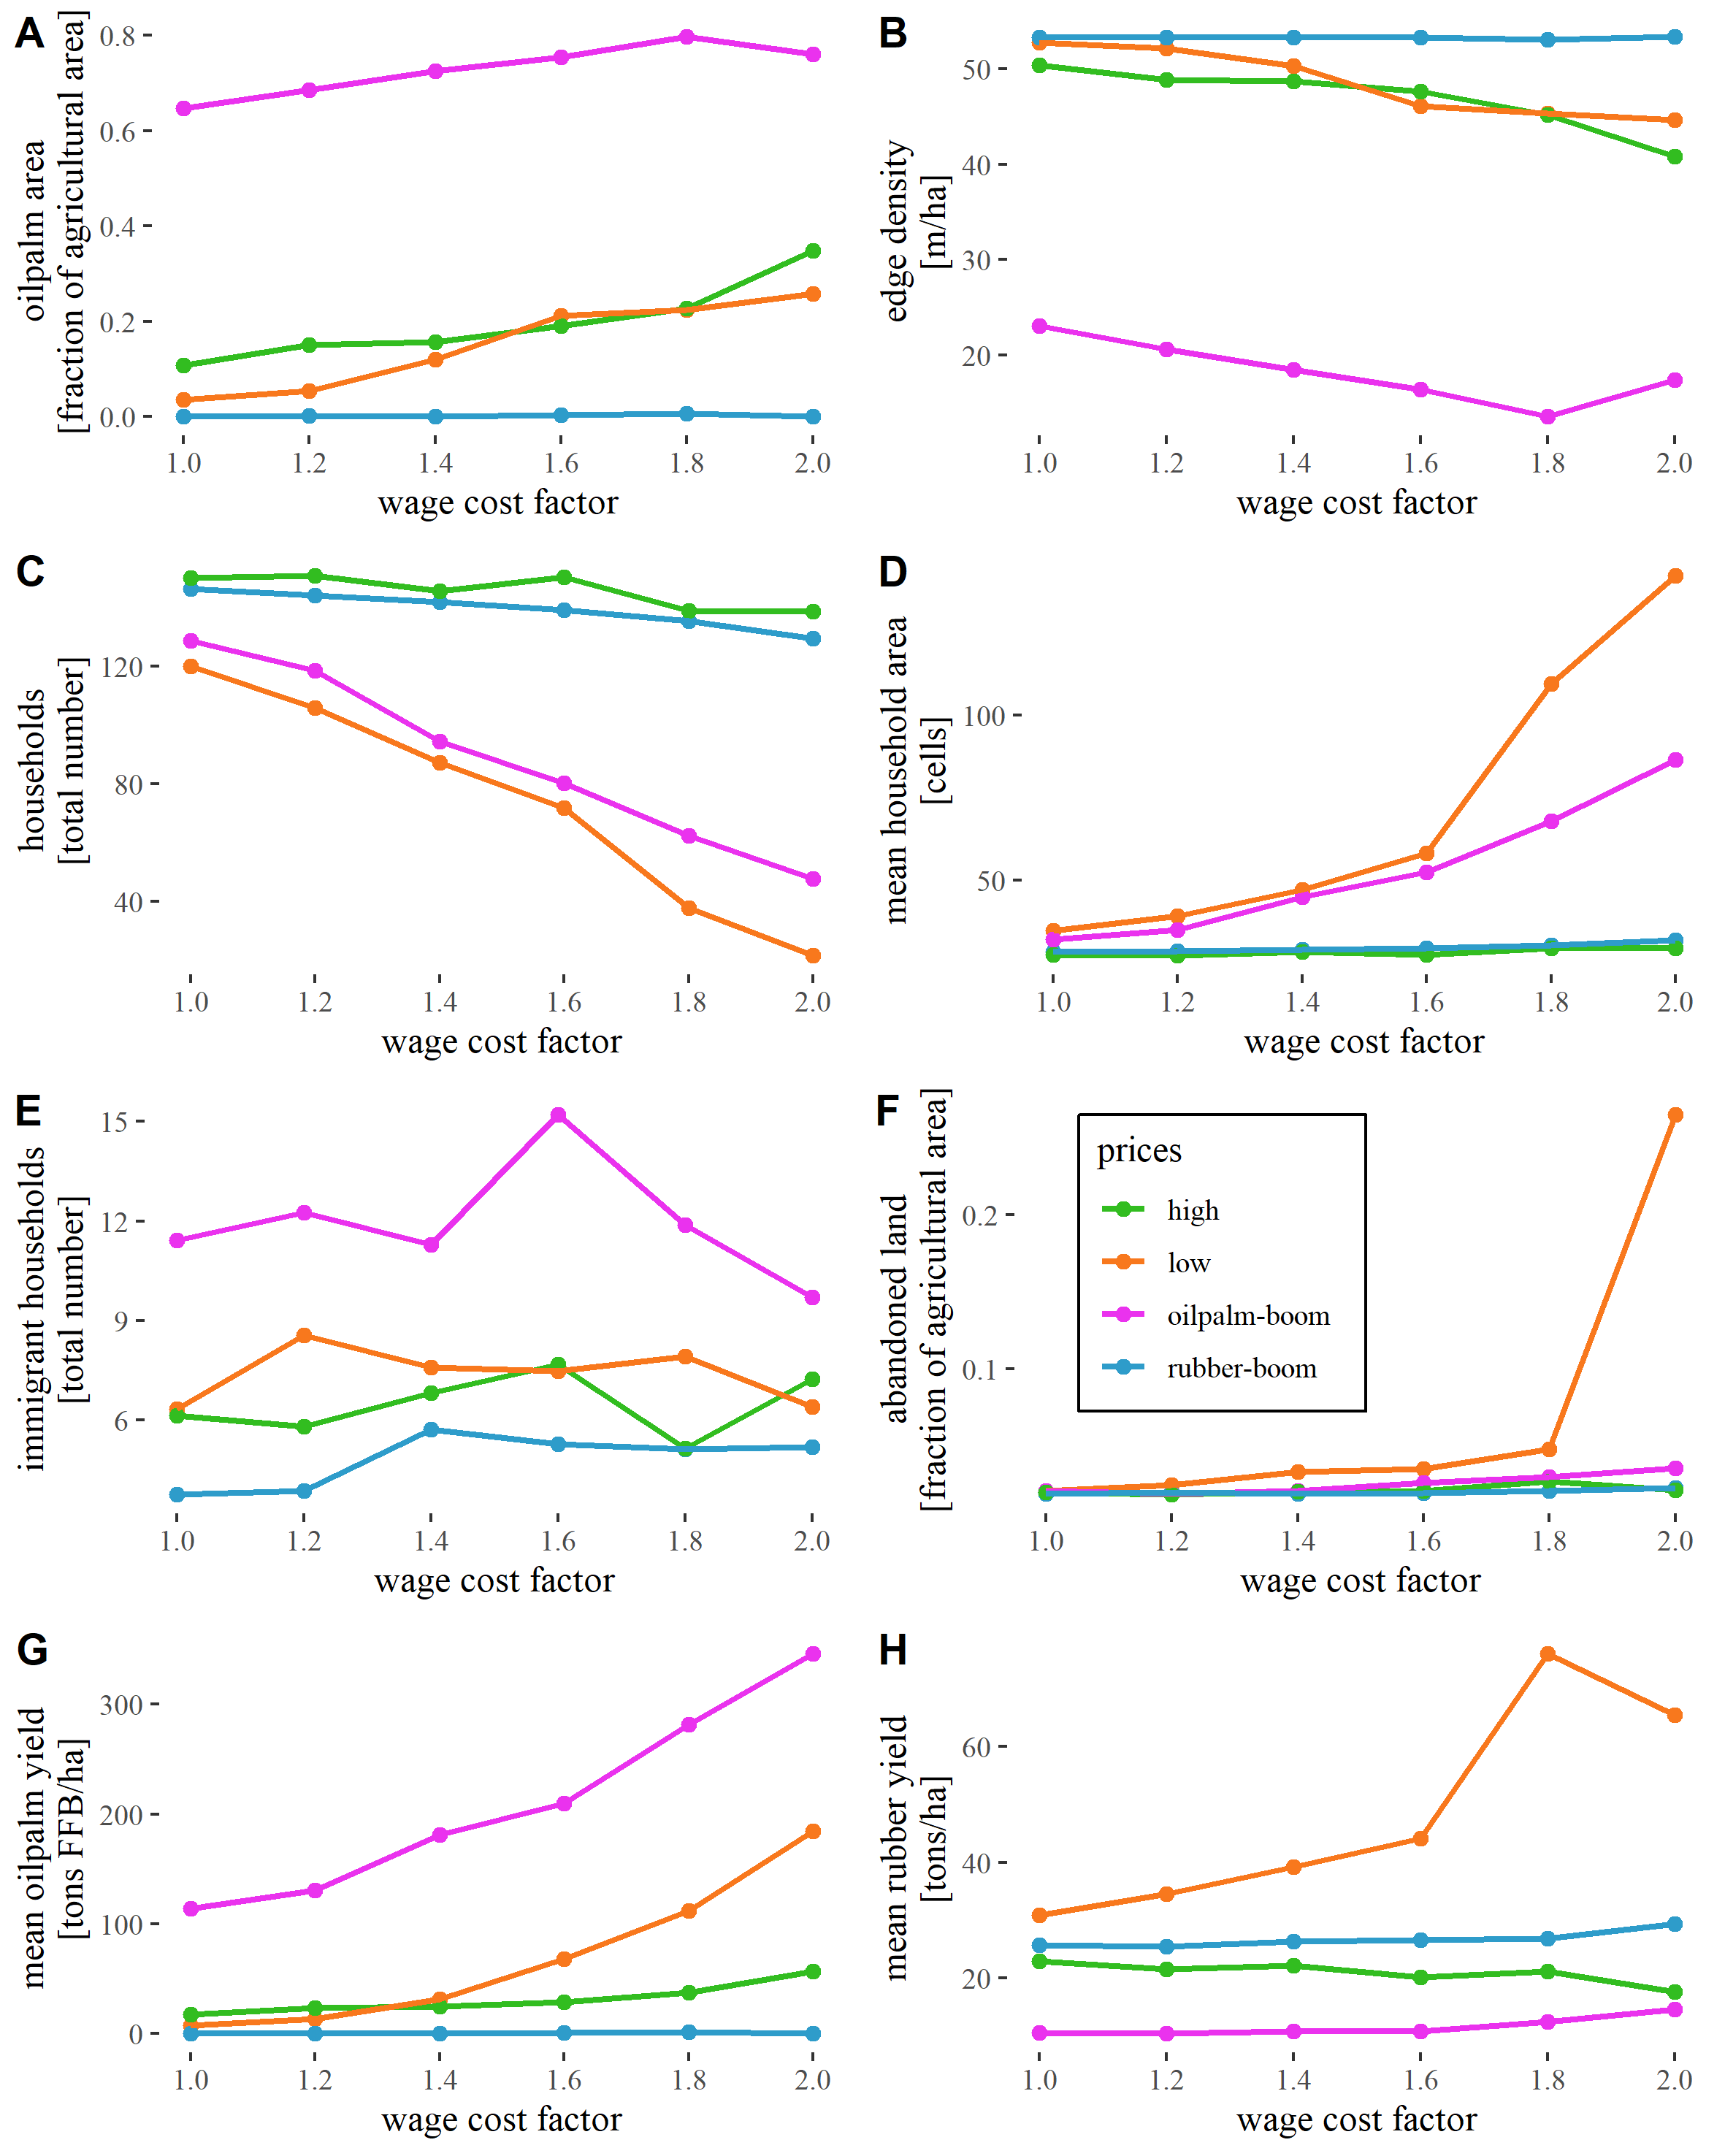 A
oilpalm area
[fraction of agricultural area]
0.8
0.6
0.4
0.2
0.0
1.0 1.2 1.4 1.6 1.8 2.0
wage cost factor
B
edge density
[m/ha]
50
40
30
20
1.0 1.2 1.4 1.6 1.8 2.0
wage cost factor
C
households
[total number]
120
80
40
1.0 1.2 1.4 1.6 1.8 2.0
wage cost factor
D
mean household area
[cells]
100
50
1.0 1.2 1.4 1.6 1.8 2.0
wage cost factor
E
immigrant households
[total number]
15
12
9
6
1.0 1.2 1.4 1.6 1.8 2.0
wage cost factor
F
abandoned land
[fraction of agricultural area]
0.2
0.1
prices
high
low
oilpalm-boom
rubber-boom
1.0 1.2 1.4 1.6 1.8 2.0
wage cost factor
G
mean oilpalm yield
[tons FFB/ha]
300
200
100
0
1.0 1.2 1.4 1.6 1.8 2.0
wage cost factor
H
mean rubber yield
[tons/ha]
60
40
20
1.0 1.2 1.4 1.6 1.8 2.0
wage cost factor